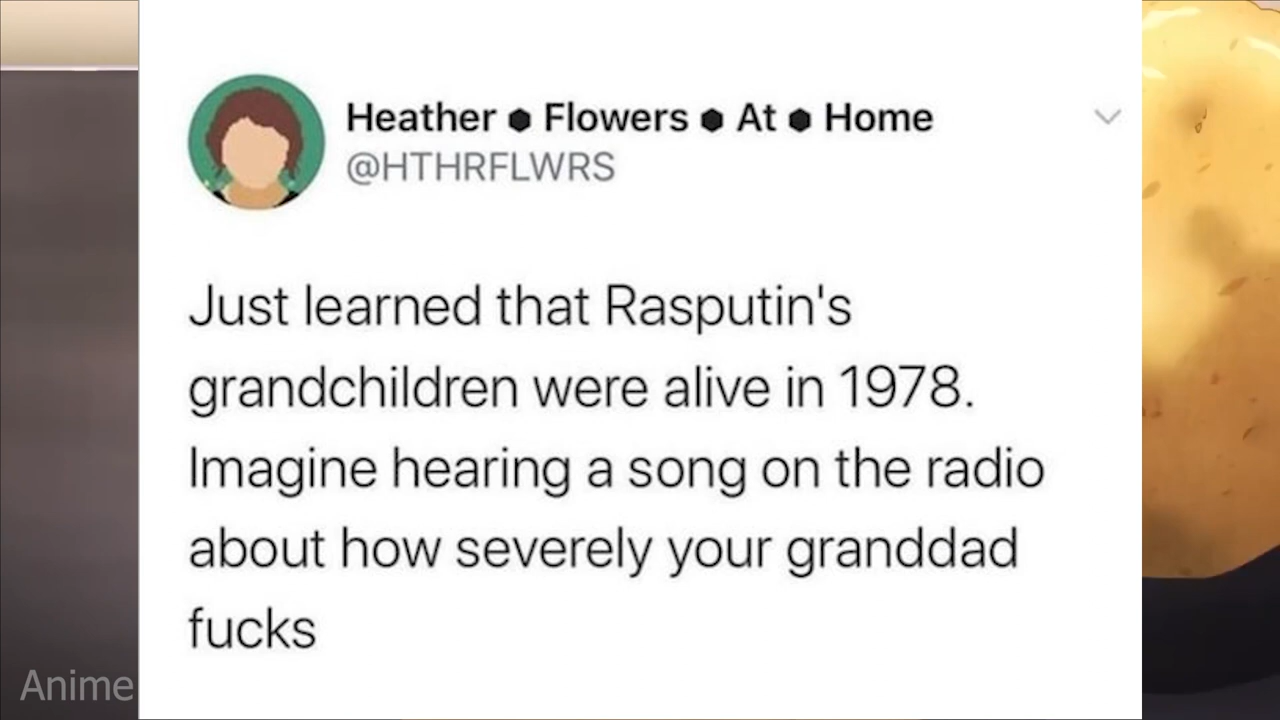 Heather ⬢ Flowers ⬢ At ⬢ Home
@HTHRFLWRS
Just learned that Rasputin's
grandchildren were alive in 1978.
Imagine hearing a song on the radio
about how severely your granddad
fucks
Anime